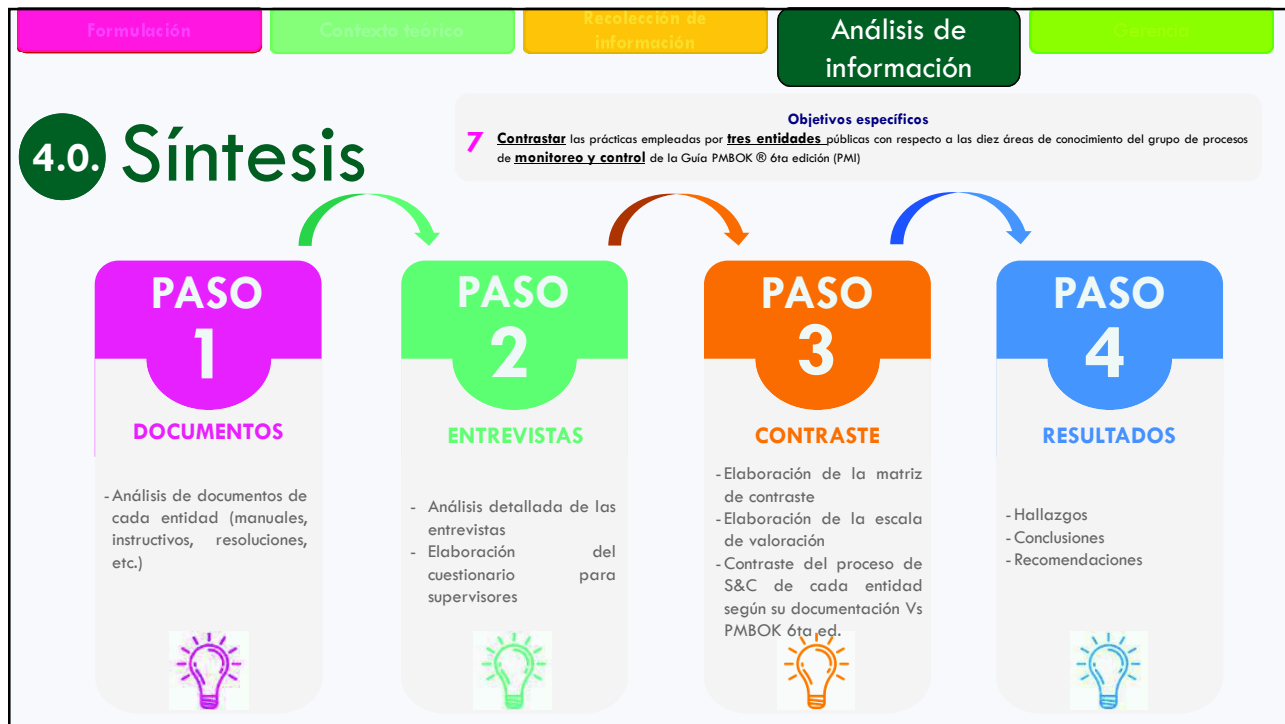 Formulación
Contexto teórico
Recolección de
información
Análisis de
información
Gerencia
4.0. Síntesis
Objetivos específicos
7 Contrastar las prácticas empleadas por tres entidades públicas con respecto a las diez áreas de conocimiento del grupo de procesos
de monitoreo y control de la Guía PMBOK ® 6ta edición (PMI)
PASO
1
DOCUMENTOS
- Análisis de documentos de
cada entidad (manuales,
instructivos, resoluciones,
etc.)
PASO
2
ENTREVISTAS
- Análisis detallada de las
entrevistas
- Elaboración del
cuestionario para
supervisores
PASO
3
CONTRASTE
- Elaboración de la matriz
de contraste
- Elaboración de la escala
de valoración
- Contraste del proceso de
S&C de cada entidad
según su documentación Vs
PMBOK 6ta ed.
PASO
4
RESULTADOS
- Hallazgos
- Conclusiones
- Recomendaciones